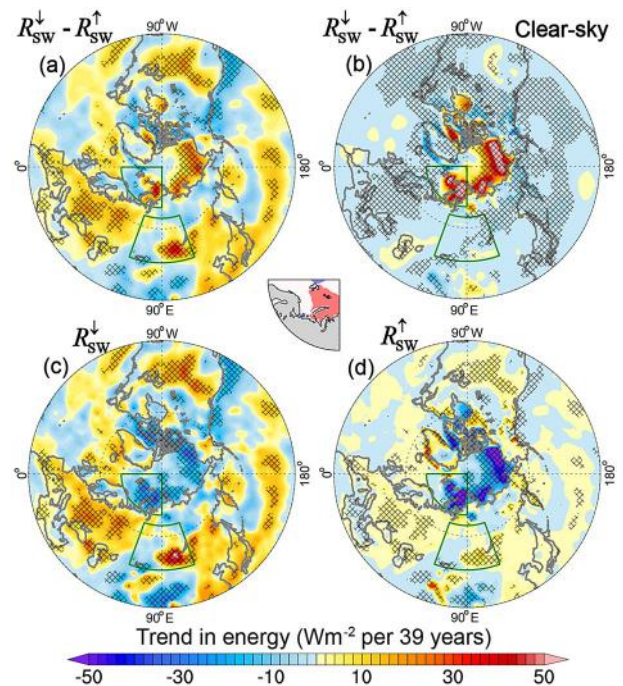 R↓sw - R↑sw
R↓sw - R↑sw Clear-sky
90°W
(a)
0°
180°
90°E
90°W
(b)
0°
180°
90°E
R↓sw
R↑sw
90°W
(c)
0°
180°
90°E
90°W
(d)
0°
180°
90°E
Trend in energy (Wm⁻² per 39 years)
-50 -30 -10 10 30 50